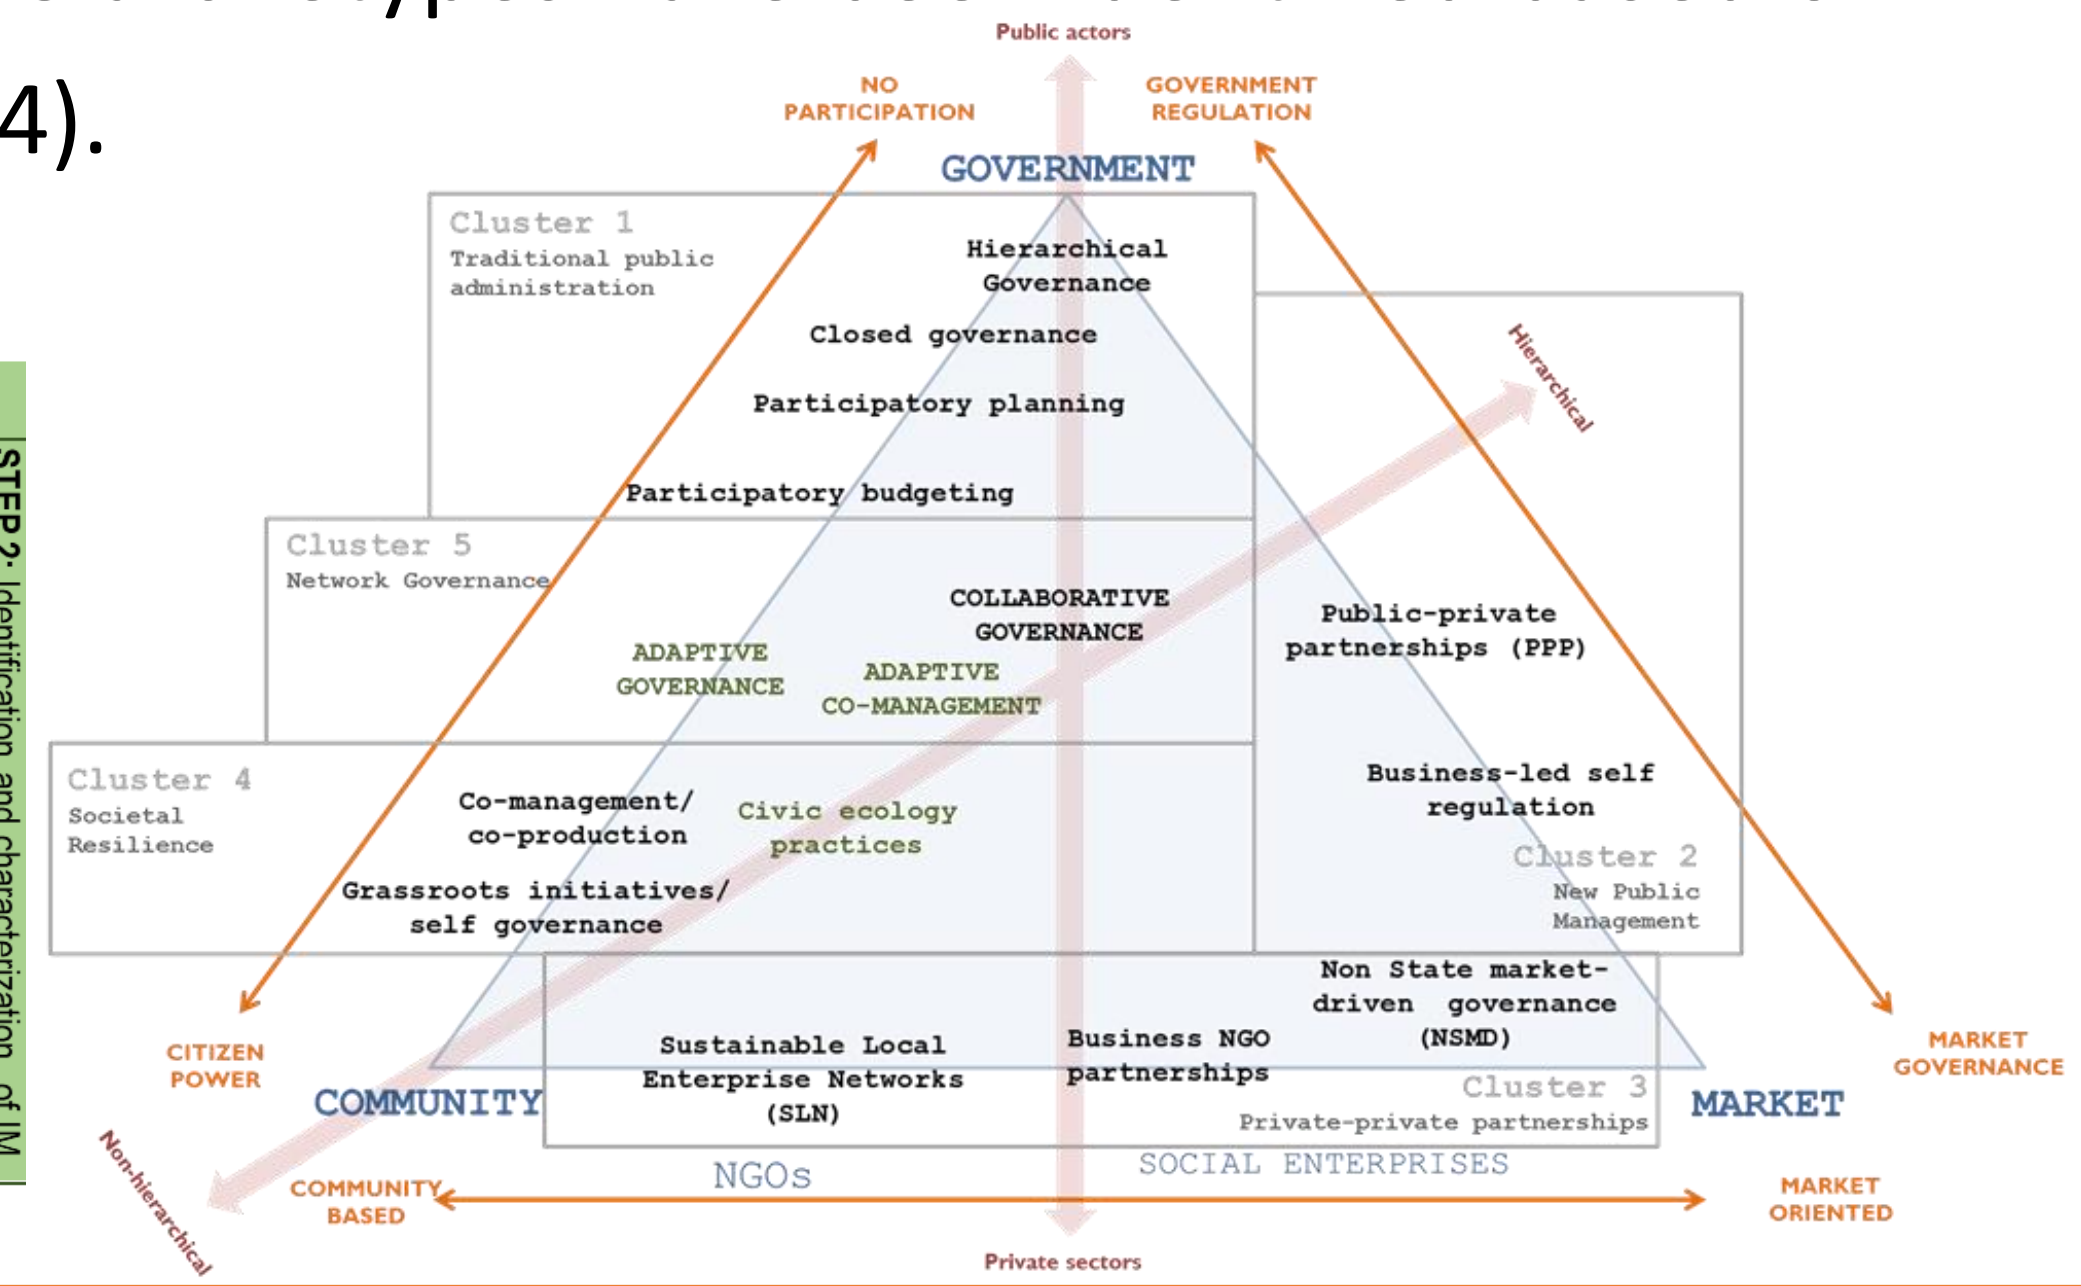 4).
Public actors
NO
PARTICIPATION
GOVERNMENT
REGULATION
GOVERNMENT
Cluster 1
Traditional public
administration
Hierarchical
Governance
Closed governance
Participatory planning
Participatory budgeting
Hierarchical
Cluster 5
Network Governance
COLLABORATIVE
GOVERNANCE
ADAPTIVE
GOVERNANCE
ADAPTIVE
CO-MANAGEMENT
Public-private
partnerships (PPP)
Cluster 4
Societal
Resilience
Co-management/
co-production
Civic ecology
practices
Grassroots initiatives/
self governance
Business-led self
regulation
Cluster 2
New Public
Management
Non State market-
driven governance
(NSMD)
Sustainable Local
Enterprise Networks
(SLN)
Business NGO
partnerships
Cluster 3
Private-private partnerships
CITIZEN
POWER
COMMUNITY
MARKET
MARKET
GOVERNANCE
Non-hierarchical
COMMUNITY
BASED
NGOs
SOCIAL ENTERPRISES
MARKET
ORIENTED
Private sectors
STEP 2: Identification and characterization of IM